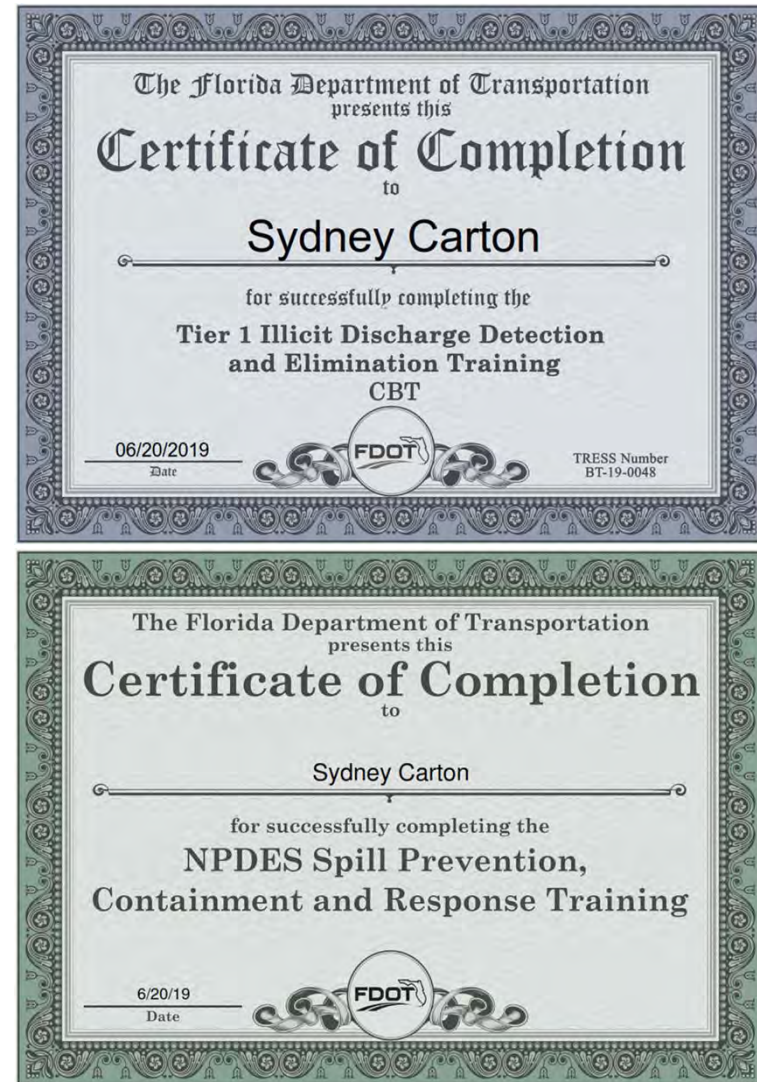 The Florida Department of Transportation
presents this
Certificate of Completion
to
Sydney Carton
for successfully completing the
Tier 1 Illicit Discharge Detection
and Elimination Training
CBT
06/20/2019
Date
FDOT
TRESS Number
BT-19-0048
The Florida Department of Transportation
presents this
Certificate of Completion
to
Sydney Carton
for successfully completing the
NPDES Spill Prevention,
Containment and Response Training
6/20/19
Date
FDOT